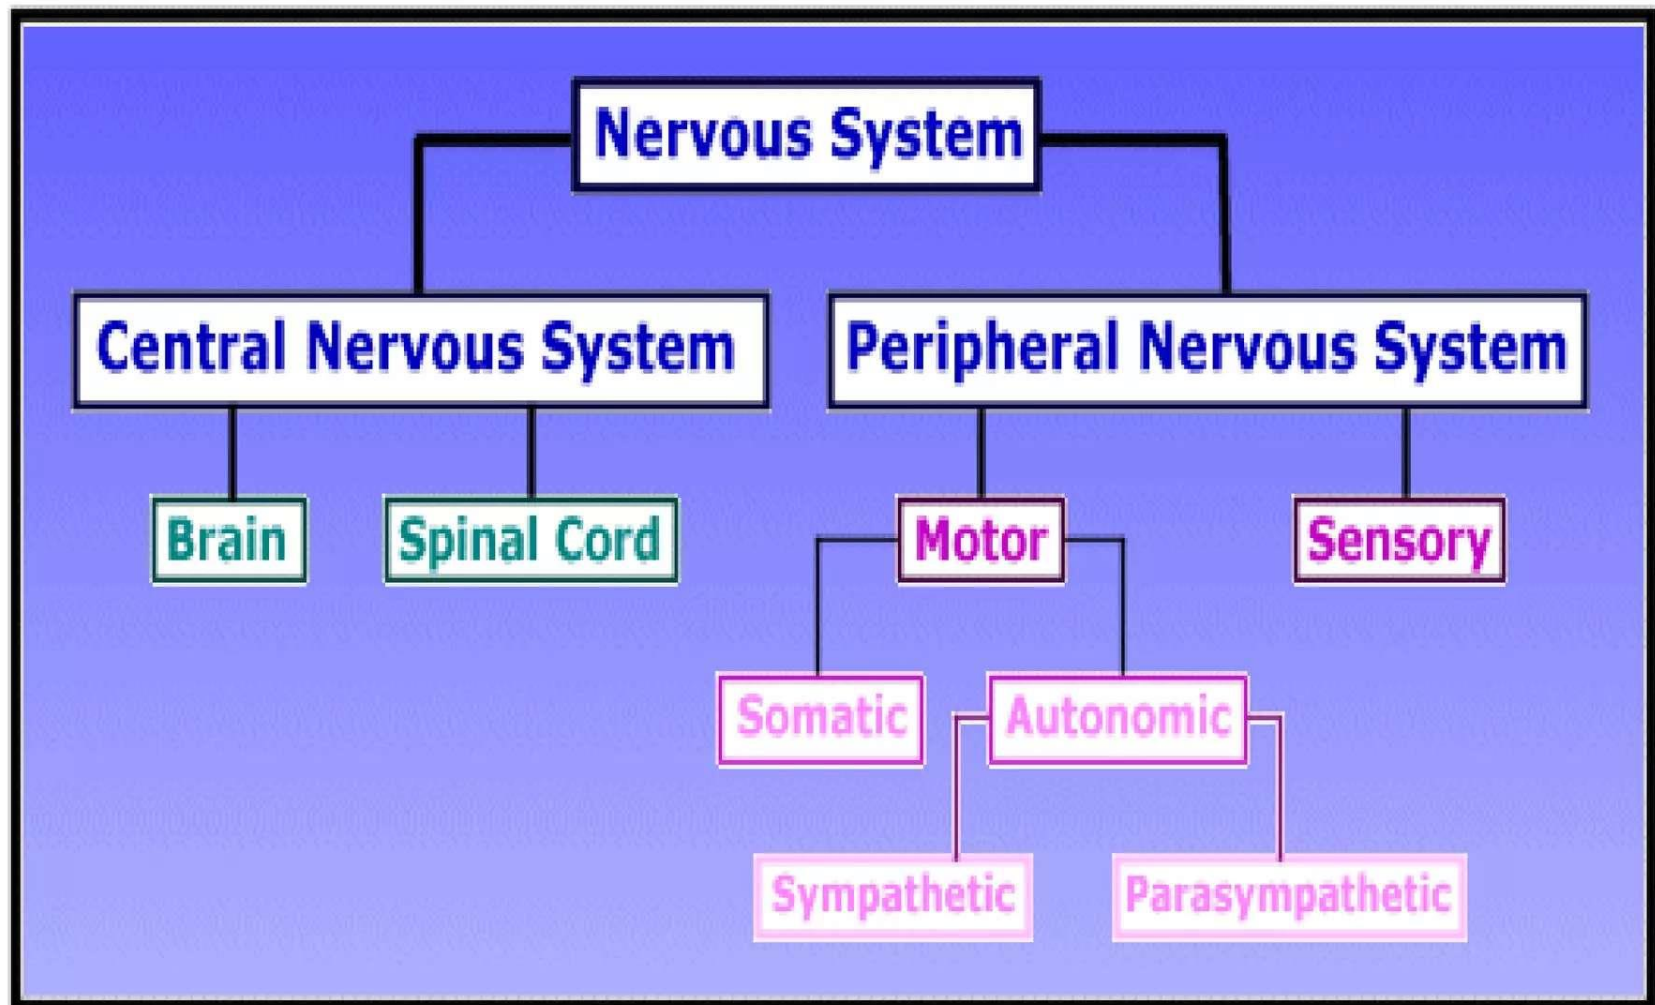 Nervous System
Central Nervous System
Peripheral Nervous System
Brain
Spinal Cord
Motor
Sensory
Somatic
Autonomic
Sympathetic
Parasympathetic